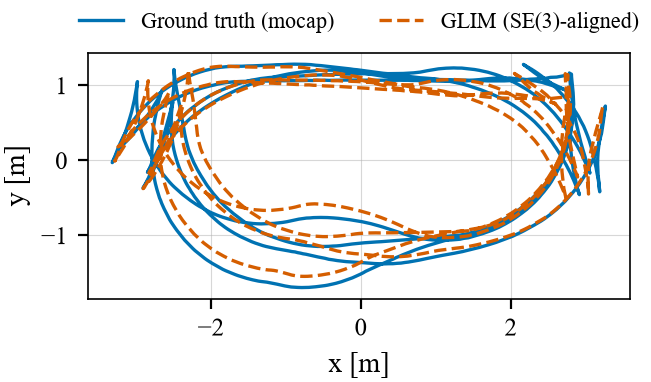 Ground truth (mocap) GLIM (SE(3)-aligned)
1
0
−1
y [m]
−2 0 2
x [m]